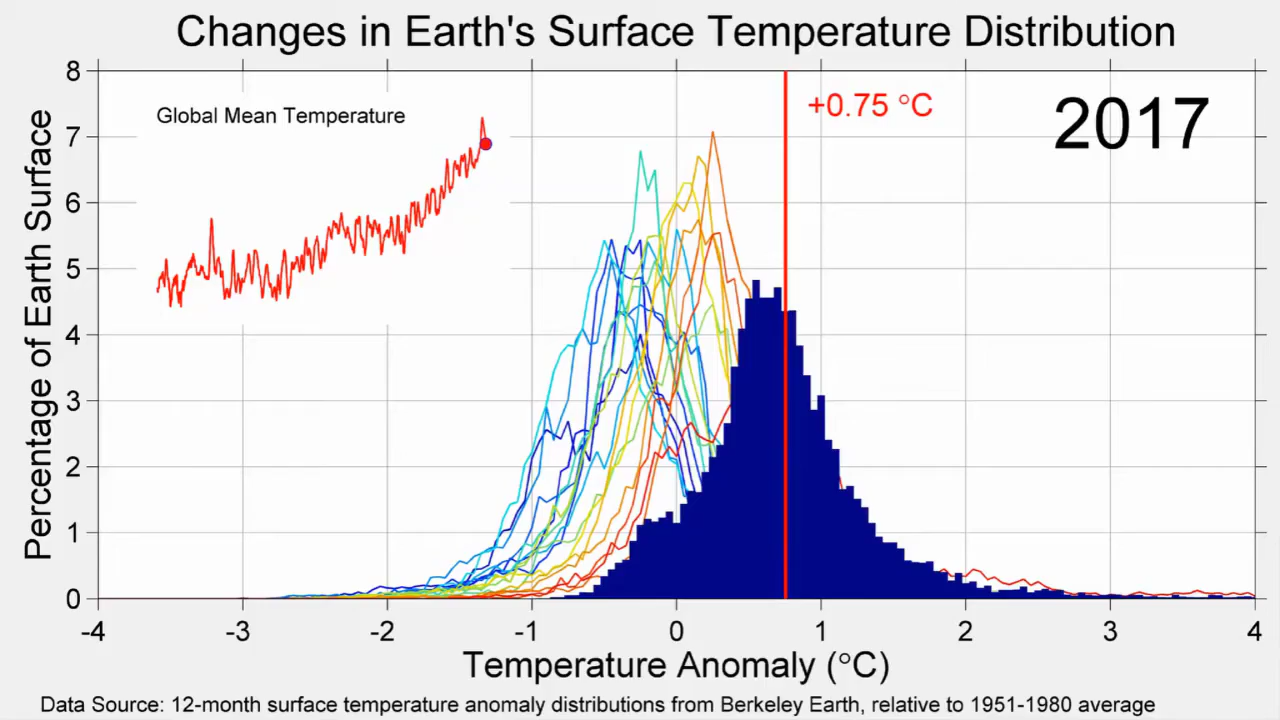 Changes in Earth's Surface Temperature Distribution
8
7
6
5
4
3
2
1
0
Percentage of Earth Surface
Global Mean Temperature
+0.75 °C
2017
-4 -3 -2 -1 0 1 2 3 4
Temperature Anomaly (°C)
Data Source: 12-month surface temperature anomaly distributions from Berkeley Earth, relative to 1951-1980 average